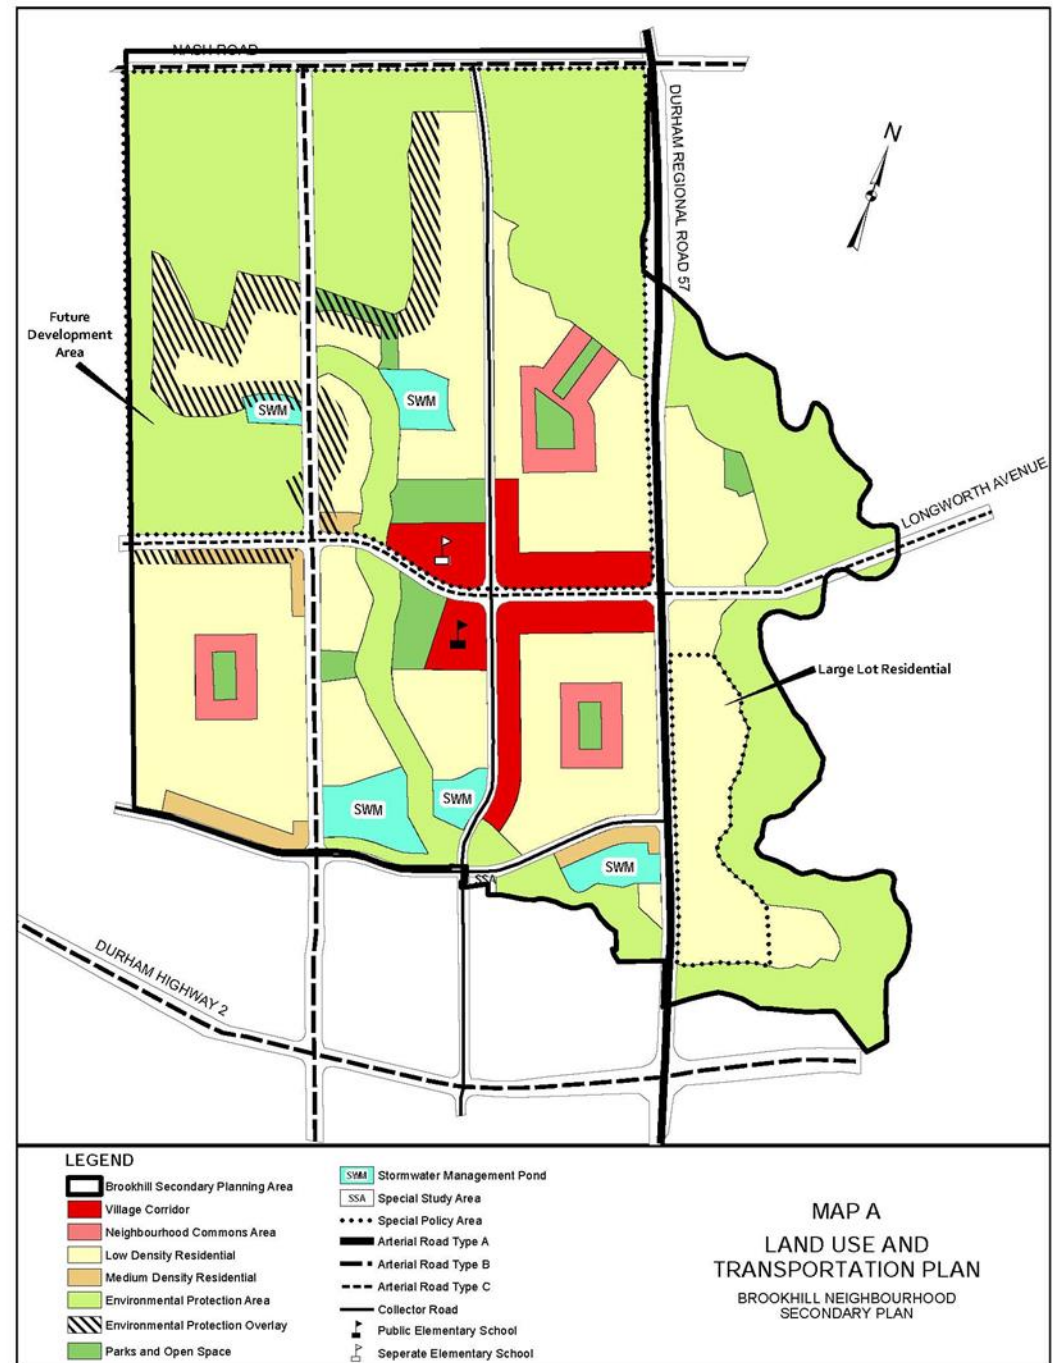 NASH ROAD
DURHAM REGIONAL ROAD 57
N
Future
Development
Area
SWM
SWM
LONGWORTH AVENUE
Large Lot Residential
SWM
SWM
SWM
SSA
DURHAM HIGHWAY 2
LEGEND
Brookhill Secondary Planning Area
Village Corridor
Neighbourhood Commons Area
Low Density Residential
Medium Density Residential
Environmental Protection Area
Environmental Protection Overlay
Parks and Open Space
SWM Stormwater Management Pond
SSA Special Study Area
Special Policy Area
Arterial Road Type A
Arterial Road Type B
Arterial Road Type C
Collector Road
Public Elementary School
Seperate Elementary School
MAP A
LAND USE AND
TRANSPORTATION PLAN
BROOKHILL NEIGHBOURHOOD
SECONDARY PLAN